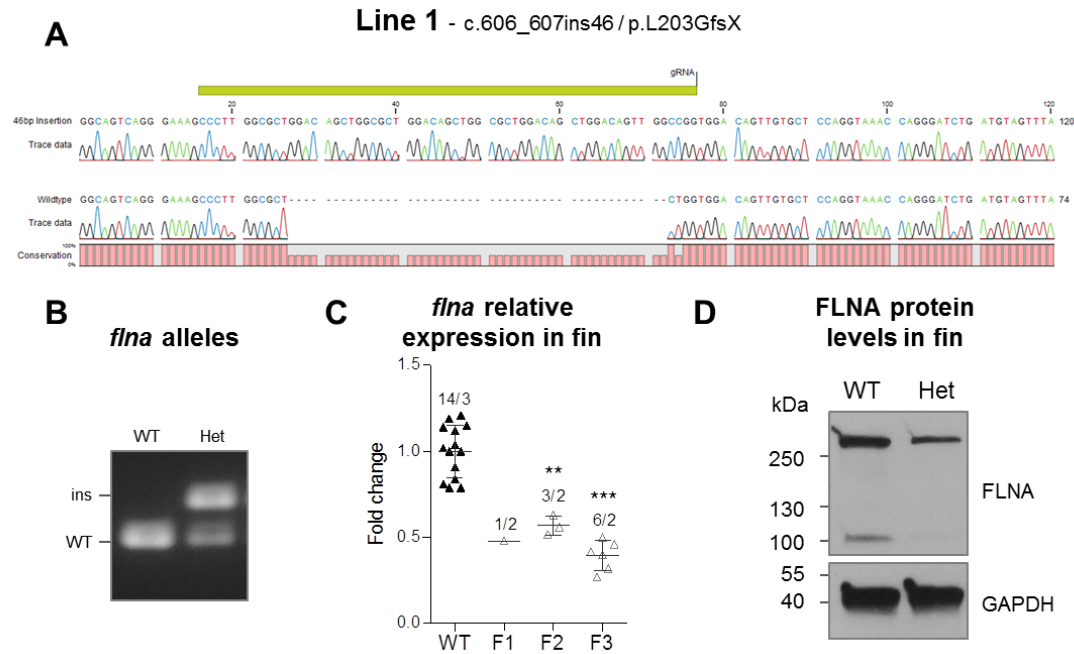 Line 1 - c.606_607ins46 / p.L203GfsX
A
gRNA
20 40 60 80 100 120
46bp Insertion GGCAGTCAGG GAAAGCCCTT GGCGCTGGAC AGCTGGCGCT GGACAGCTGG CGCTGGACAG CTGGACAGTT GGCCGGTGGA CAGTTGTGCT CCAGGTAAAC CAGGGATCTG ATGTAGTTTA 120
Trace data
Wildtype GGCAGTCAGG GAAAGCCCTT GGCGCT---- ---------- ---------- ---------- ---------- --CTGGTGGA CAGTTGTGCT CCAGGTAAAC CAGGGATCTG ATGTAGTTTA 74
Trace data
100%
Conservation
0%
B
flna alleles
WT Het
ins
WT
C
flna relative
expression in fin
Fold change
1.5
1.0
0.5
0.0
14/3
1/2
**
3/2
***
6/2
WT F1 F2 F3
D
FLNA protein
levels in fin
WT Het
kDa
250
130
100
FLNA
55
40
GAPDH